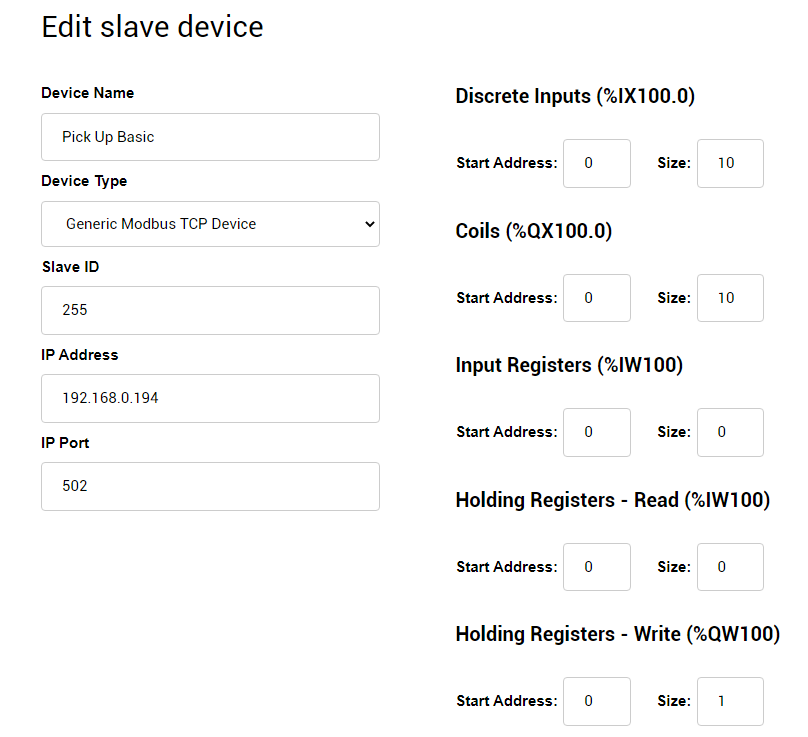 Edit slave device
Device Name
Pick Up Basic
Device Type
Generic Modbus TCP Device
Slave ID
255
IP Address
192.168.0.194
IP Port
502
Discrete Inputs (%IX100.0)
Start Address: 0 Size: 10
Coils (%QX100.0)
Start Address: 0 Size: 10
Input Registers (%IW100)
Start Address: 0 Size: 0
Holding Registers - Read (%IW100)
Start Address: 0 Size: 0
Holding Registers - Write (%QW100)
Start Address: 0 Size: 1